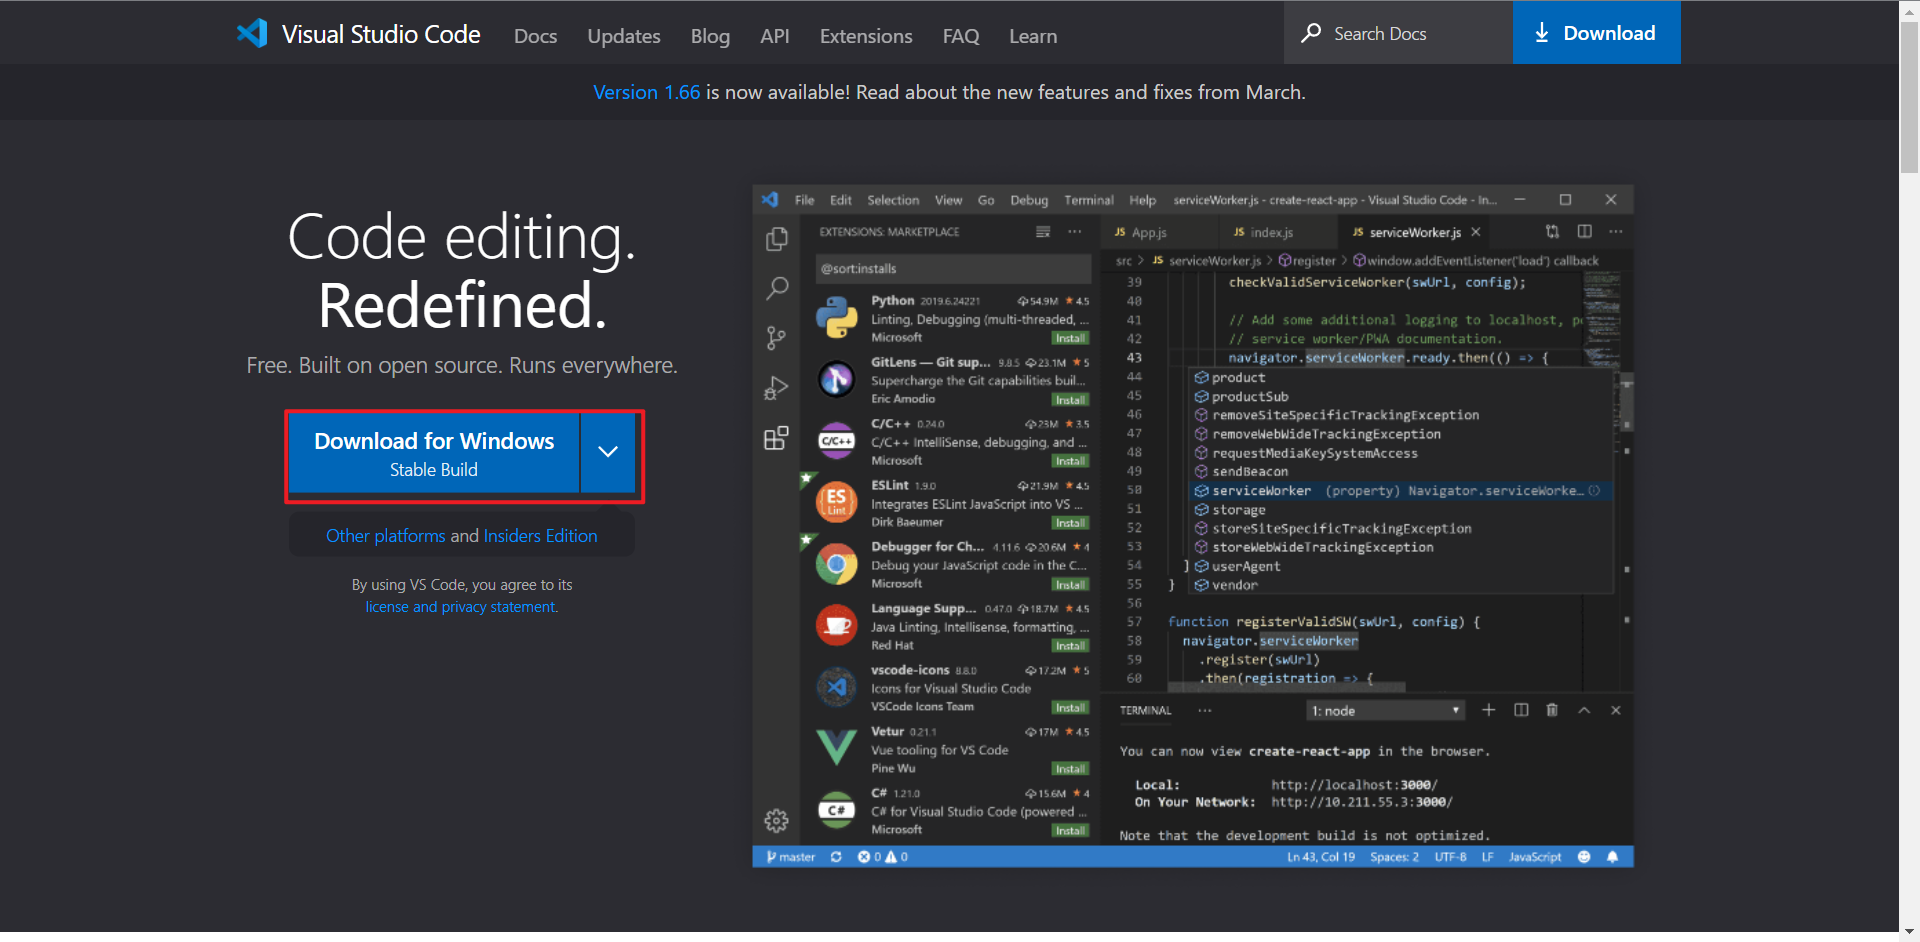 Visual Studio Code Docs Updates Blog API Extensions FAQ Learn Search Docs Download
Version 1.66 is now available! Read about the new features and fixes from March.
Code editing.
Redefined.
Free. Built on open source. Runs everywhere.
Download for Windows
Stable Build
Other platforms and Insiders Edition
By using VS Code, you agree to its
license and privacy statement.
File Edit Selection View Go Debug Terminal Help serviceWorker.js - create-react-app - Visual Studio Code - In...
EXTENSIONS: MARKETPLACE ...
@sort:installs
Python 2019.6.24221 54.9M ★ 4.5
Linting, Debugging (multi-threaded, ...
Microsoft Install
GitLens — Git sup... 9.8.5 23.1M ★ 5
Supercharge the Git capabilities buil...
Eric Amodio Install
C/C++ 0.24.0 23M ★ 3.5
C/C++ IntelliSense, debugging, and ...
Microsoft Install
C/C++
ESLint 1.9.0 21.9M ★ 4.5
Integrates ESLint JavaScript into VS ...
Dirk Baeumer Install
ES
Lint
Debugger for Ch... 4.11.6 20.6M ★ 4
Debug your JavaScript code in the C...
Microsoft Install
Language Supp... 0.47.0 18.7M ★ 4.5
Java Linting, Intellisense, formatting, ...
Red Hat Install
vscode-icons 8.8.0 17.2M ★ 5
Icons for Visual Studio Code
VSCode Icons Team Install
Vetur 0.21.1 17M ★ 4.5
Vue tooling for VS Code
Pine Wu Install
C# 1.21.0 15.6M ★ 4
C# for Visual Studio Code (powered ...
Microsoft Install
C#
JS App.js JS index.js JS serviceWorker.js ...
src > JS serviceWorker.js > register > window.addEventListener('load') callback
39 checkValidServiceWorker(swUrl, config);
40
41 // Add some additional logging to localhost, p
42 // service worker/PWA documentation.
43 navigator.serviceWorker.ready.then(() => {
44 product
45 productSub
46 removeSiteSpecificTrackingException
47 removeWebWideTrackingException
48 requestMediaKeySystemAccess
49 sendBeacon
50 serviceWorker (property) Navigator.serviceWorke...
51 storage
52 storeSiteSpecificTrackingException
53 storeWebWideTrackingException
54 ] userAgent
55 } vendor
56
57 function registerValidSW(swUrl, config) {
58 navigator.serviceWorker
59 .register(swUrl)
60 .then(registration => {
TERMINAL ... 1: node
You can now view create-react-app in the browser.
Local: http://localhost:3000/
On Your Network: http://10.211.55.3:3000/
Note that the development build is not optimized.
master 0 0 Ln 43, Col 19 Spaces: 2 UTF-8 LF JavaScript